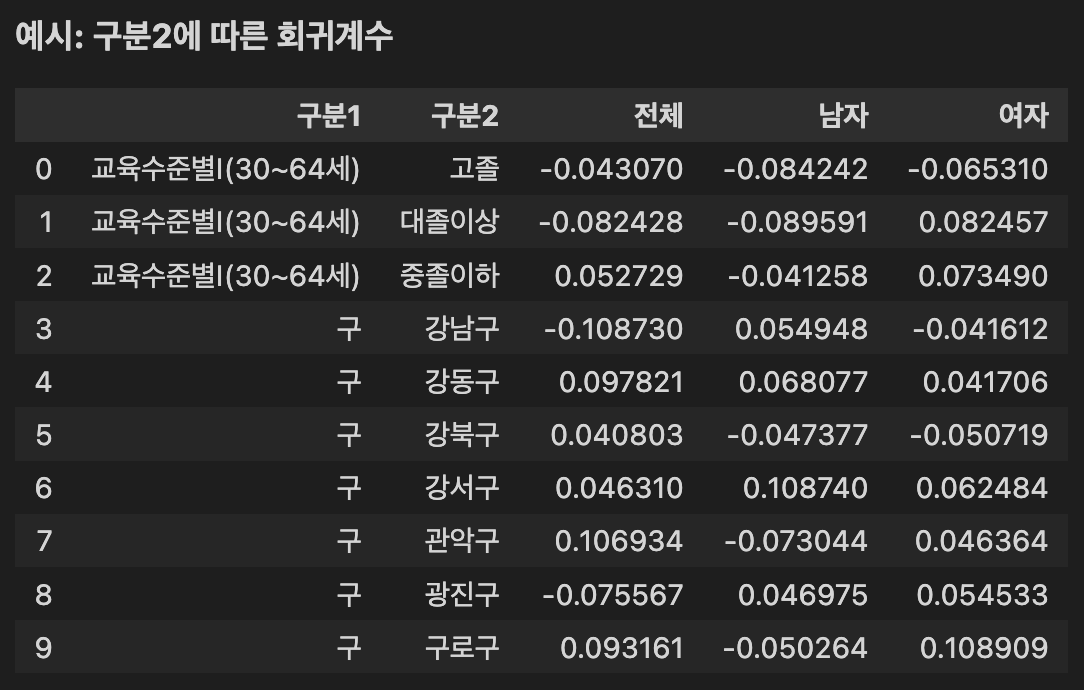 예시: 구분2에 따른 회귀계수
구분1 구분2 전체 남자 여자
0 교육수준별I(30~64세) 고졸 -0.043070 -0.084242 -0.065310
1 교육수준별I(30~64세) 대졸이상 -0.082428 -0.089591 0.082457
2 교육수준별I(30~64세) 중졸이하 0.052729 -0.041258 0.073490
3 구 강남구 -0.108730 0.054948 -0.041612
4 구 강동구 0.097821 0.068077 0.041706
5 구 강북구 0.040803 -0.047377 -0.050719
6 구 강서구 0.046310 0.108740 0.062484
7 구 관악구 0.106934 -0.073044 0.046364
8 구 광진구 -0.075567 0.046975 0.054533
9 구 구로구 0.093161 -0.050264 0.108909